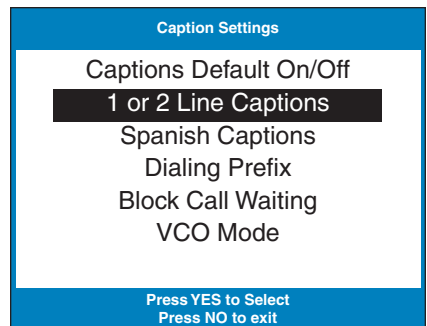 Caption Settings
Captions Default On/Off
1 or 2 Line Captions
Spanish Captions
Dialing Prefix
Block Call Waiting
VCO Mode
Press YES to Select
Press NO to exit